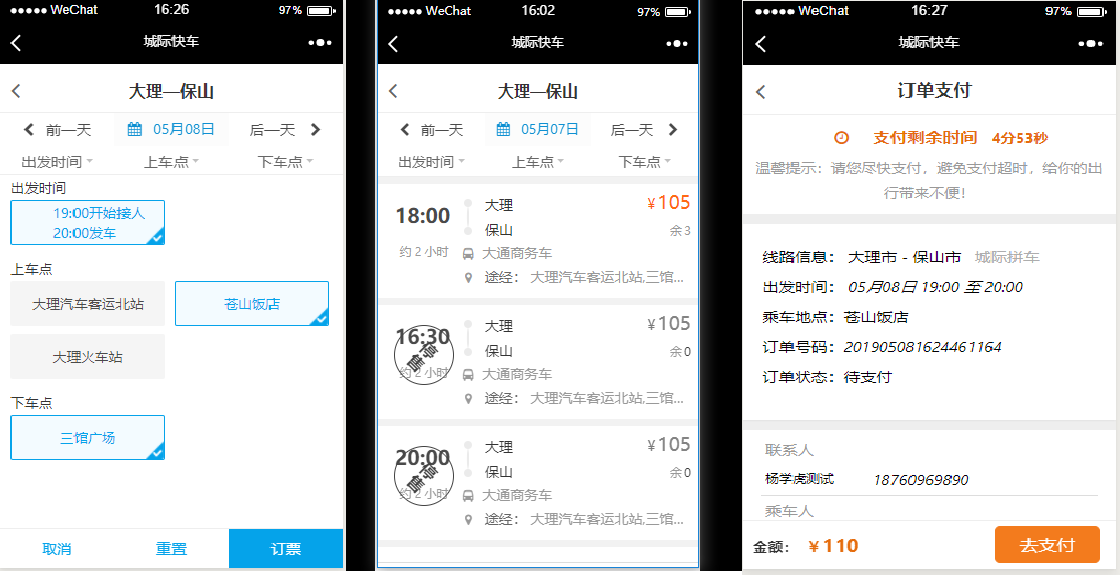 WeChat 16:26 97%
城际快车
大理—保山
前一天 05月08日 后一天
出发时间 上车点 下车点
出发时间
19:00开始接人
20:00发车
上车点
大理汽车客运北站 苍山饭店
大理火车站
下车点
三馆广场
取消 重置 订票
WeChat 16:02 97%
城际快车
大理—保山
前一天 05月07日 后一天
出发时间 上车点 下车点
18:00 大理 ¥105
保山 余3
约 2 小时 大通商务车
途经: 大理汽车客运北站,三馆...
16:30 大理 ¥105
停售
保山 余0
约 2 小时 大通商务车
途经: 大理汽车客运北站,三馆...
20:00 大理 ¥105
停售
保山 余0
约 2 小时 大通商务车
途经: 大理汽车客运北站,三馆...
WeChat 16:27 97%
城际快车
订单支付
支付剩余时间 4分53秒
温馨提示：请您尽快支付，避免支付超时，给你的出
行带来不便！
线路信息： 大理市 - 保山市 城际拼车
出发时间： 05月08日 19:00 至 20:00
乘车地点：苍山饭店
订单号码：201905081624461164
订单状态：待支付
联系人
杨学虎测试 18760969890
乘车人
金额： ¥110 去支付